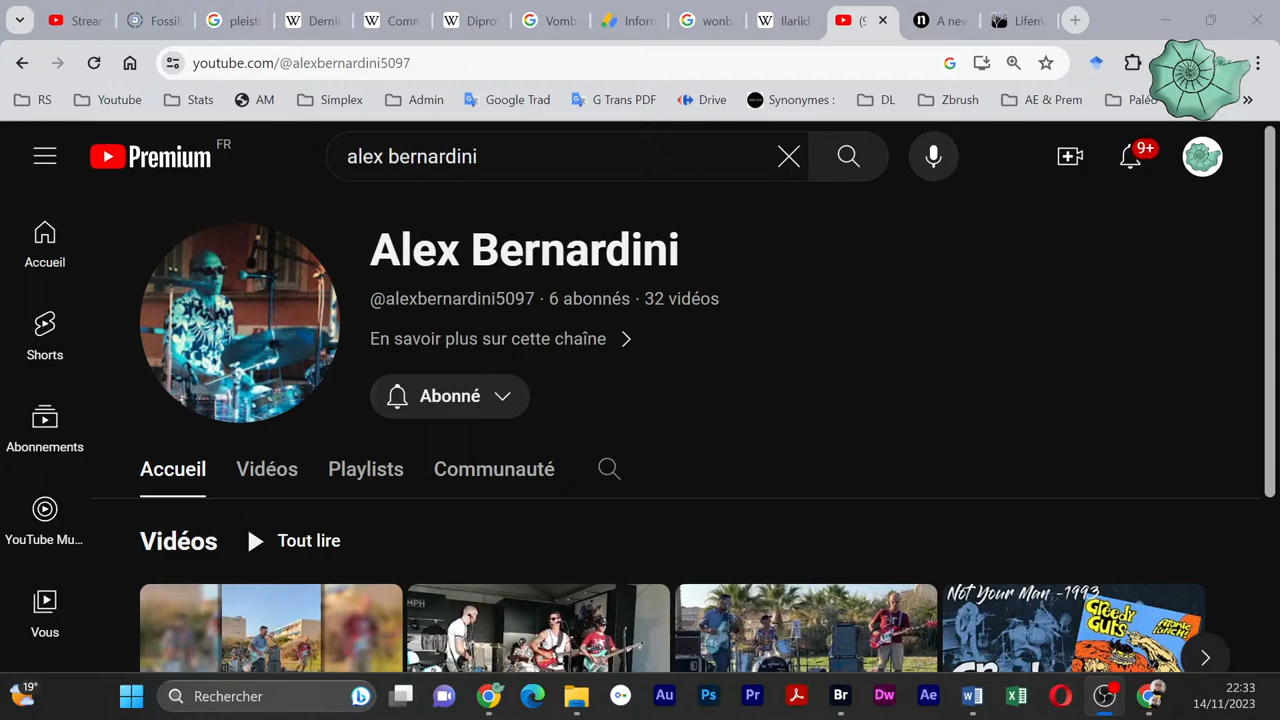 Strear
Fossil
pleist
Derni
Comn
Dipro
Vomb
Infom
wonb
Ilariid
(S
A new
Lifem
youtube.com/@alexbernardini5097
RS
Youtube
Stats
AM
Simplex
Admin
Google Trad
G Trans PDF
Drive
Synonymes :
DL
Zbrush
AE & Prem
Paléo
Premium FR
alex bernardini
9+
Accueil
Shorts
Abonnements
YouTube Mu...
Vous
Alex Bernardini
@alexbernardini5097 · 6 abonnés · 32 vidéos
En savoir plus sur cette chaîne
Abonné
Accueil Vidéos Playlists Communauté
Vidéos Tout lire
MPH
Not Your Man - 1993
Greedy
Guts
19°
Rechercher
22:33
14/11/2023